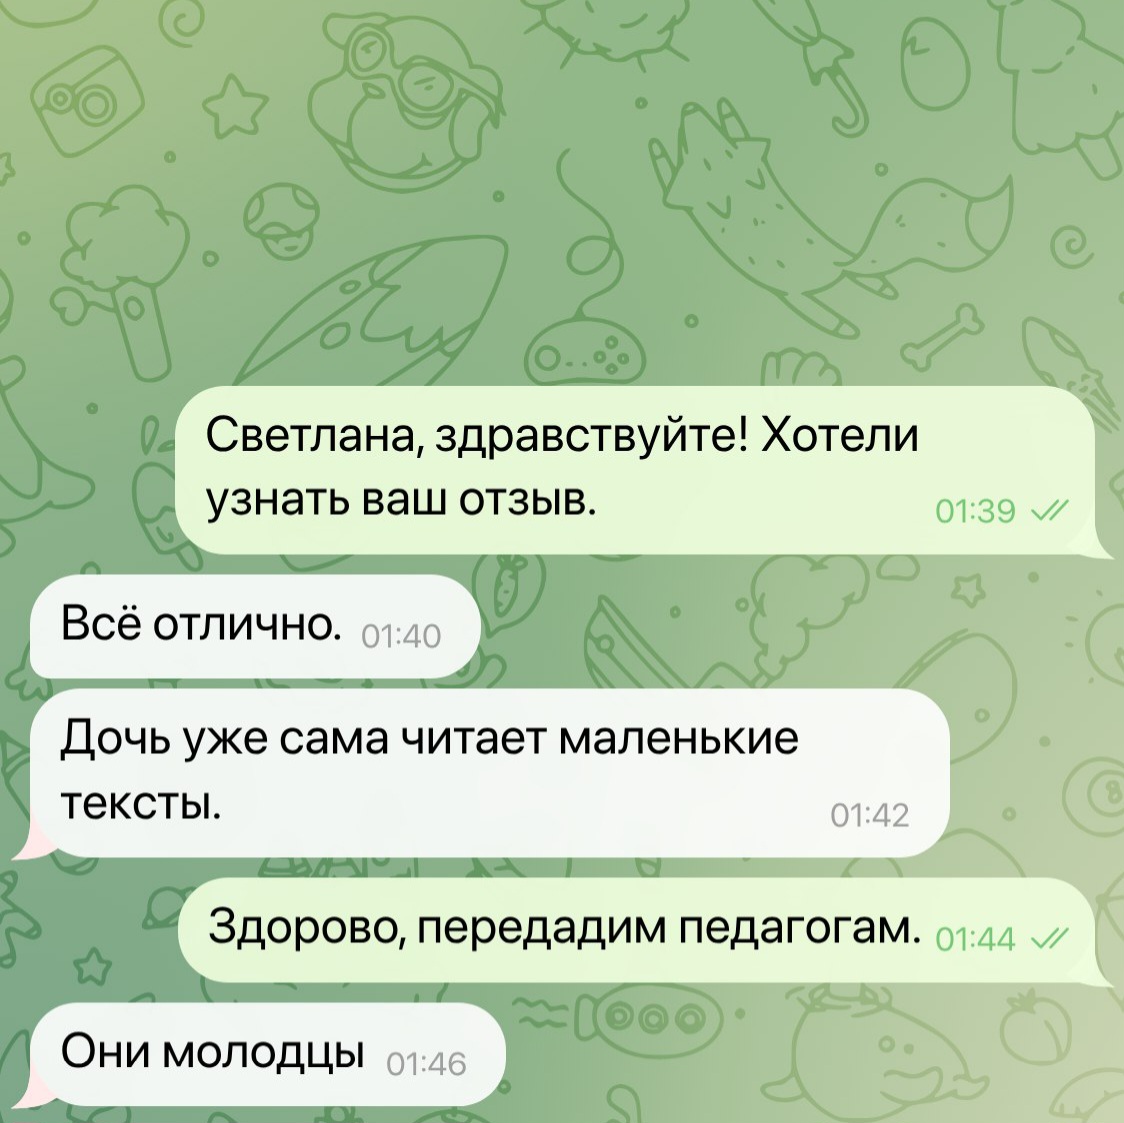 Светлана, здравствуйте! Хотели
узнать ваш отзыв.
01:39
Всё отлично. 01:40
Дочь уже сама читает маленькие
тексты.
01:42
Здорово, передадим педагогам. 01:44
Они молодцы 01:46